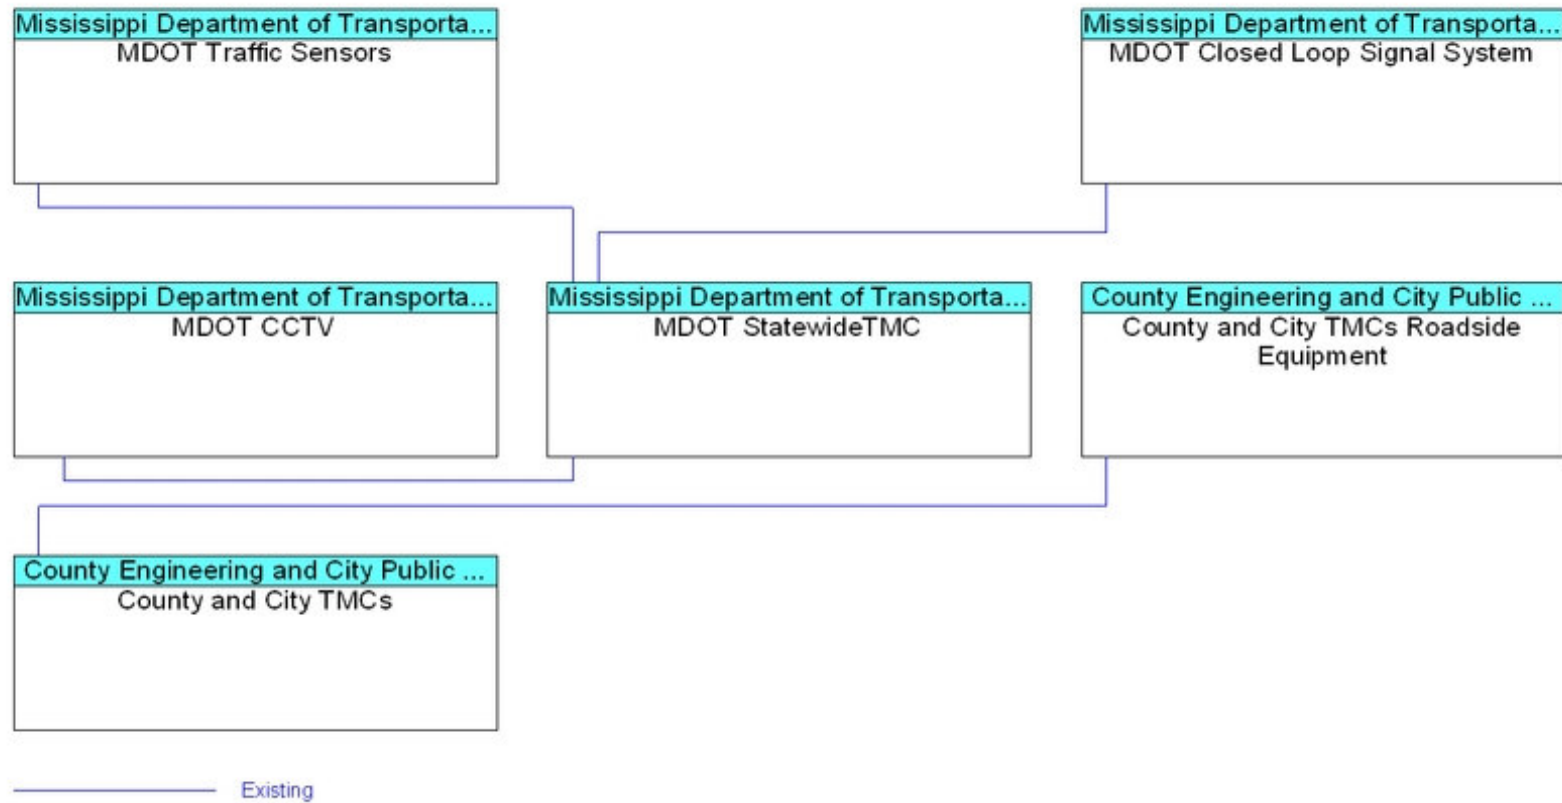 Mississippi Department of Transporta...
MDOT Traffic Sensors
Mississippi Department of Transporta...
MDOT Closed Loop Signal System
Mississippi Department of Transporta...
MDOT CCTV
Mississippi Department of Transporta...
MDOT StatewideTMC
County Engineering and City Public ...
County and City TMCs Roadside
Equipment
County Engineering and City Public ...
County and City TMCs
Existing